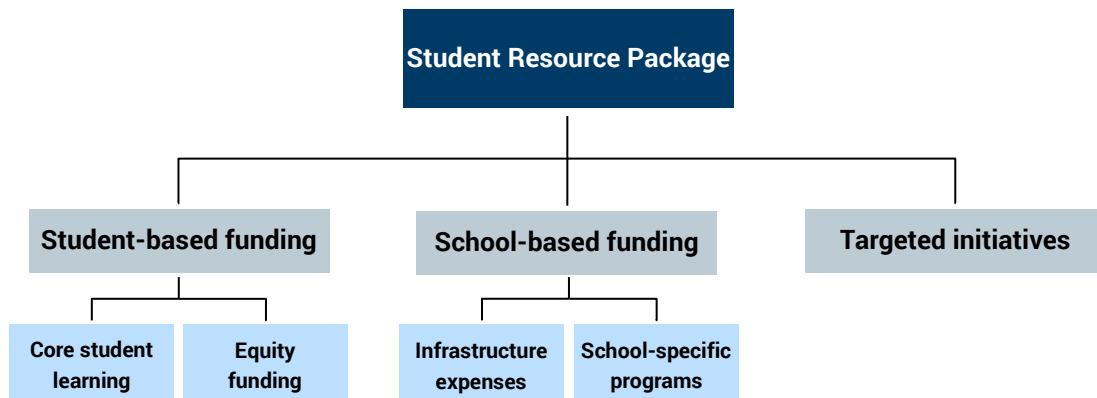 Student Resource Package
Student-based funding
School-based funding
Targeted initiatives
Core student
learning
Equity
funding
Infrastructure
expenses
School-specific
programs